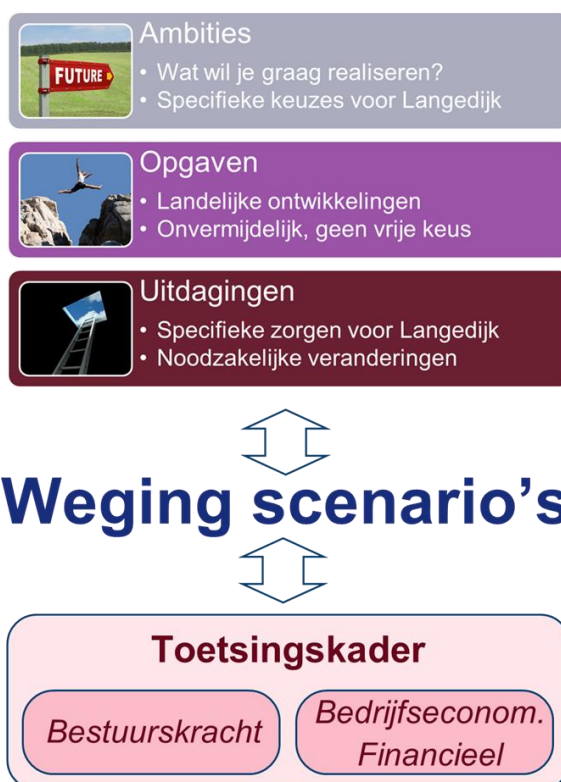 Ambities
FUTURE
• Wat wil je graag realiseren?
• Specifieke keuzes voor Langedijk
Opgaven
• Landelijke ontwikkelingen
• Onvermijdelijk, geen vrije keus
Uitdagingen
• Specifieke zorgen voor Langedijk
• Noodzakelijke veranderingen
Weging scenario's
Toetsingskader
Bestuurskracht
Bedrijfseconom.
Financieel